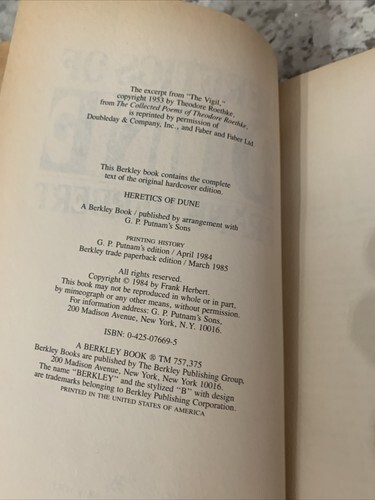 The excerpt from "The Vigil,"
copyright 1953 by Theodore Roethke,
from The Collected Poems of Theodore Roethke,
is reprinted by permission of
Doubleday & Company, Inc., and Faber and Faber Ltd.
This Berkley book contains the complete
text of the original hardcover edition.
HERETICS OF DUNE
A Berkley Book / published by arrangement with
G. P. Putnam's Sons
PRINTING HISTORY
G. P. Putnam's edition / April 1984
Berkley trade paperback edition / March 1985
All rights reserved.
Copyright © 1984 by Frank Herbert.
This book may not be reproduced in whole or in part,
by mimeograph or any other means, without permission.
For information address: G. P. Putnam's Sons,
200 Madison Avenue, New York, N.Y. 10016.
ISBN: 0-425-07669-5
A BERKLEY BOOK ® TM 757,375
Berkley Books are published by The Berkley Publishing Group,
200 Madison Avenue, New York, New York 10016.
The name "BERKLEY" and the stylized "B" with design
are trademarks belonging to Berkley Publishing Corporation.
PRINTED IN THE UNITED STATES OF AMERICA